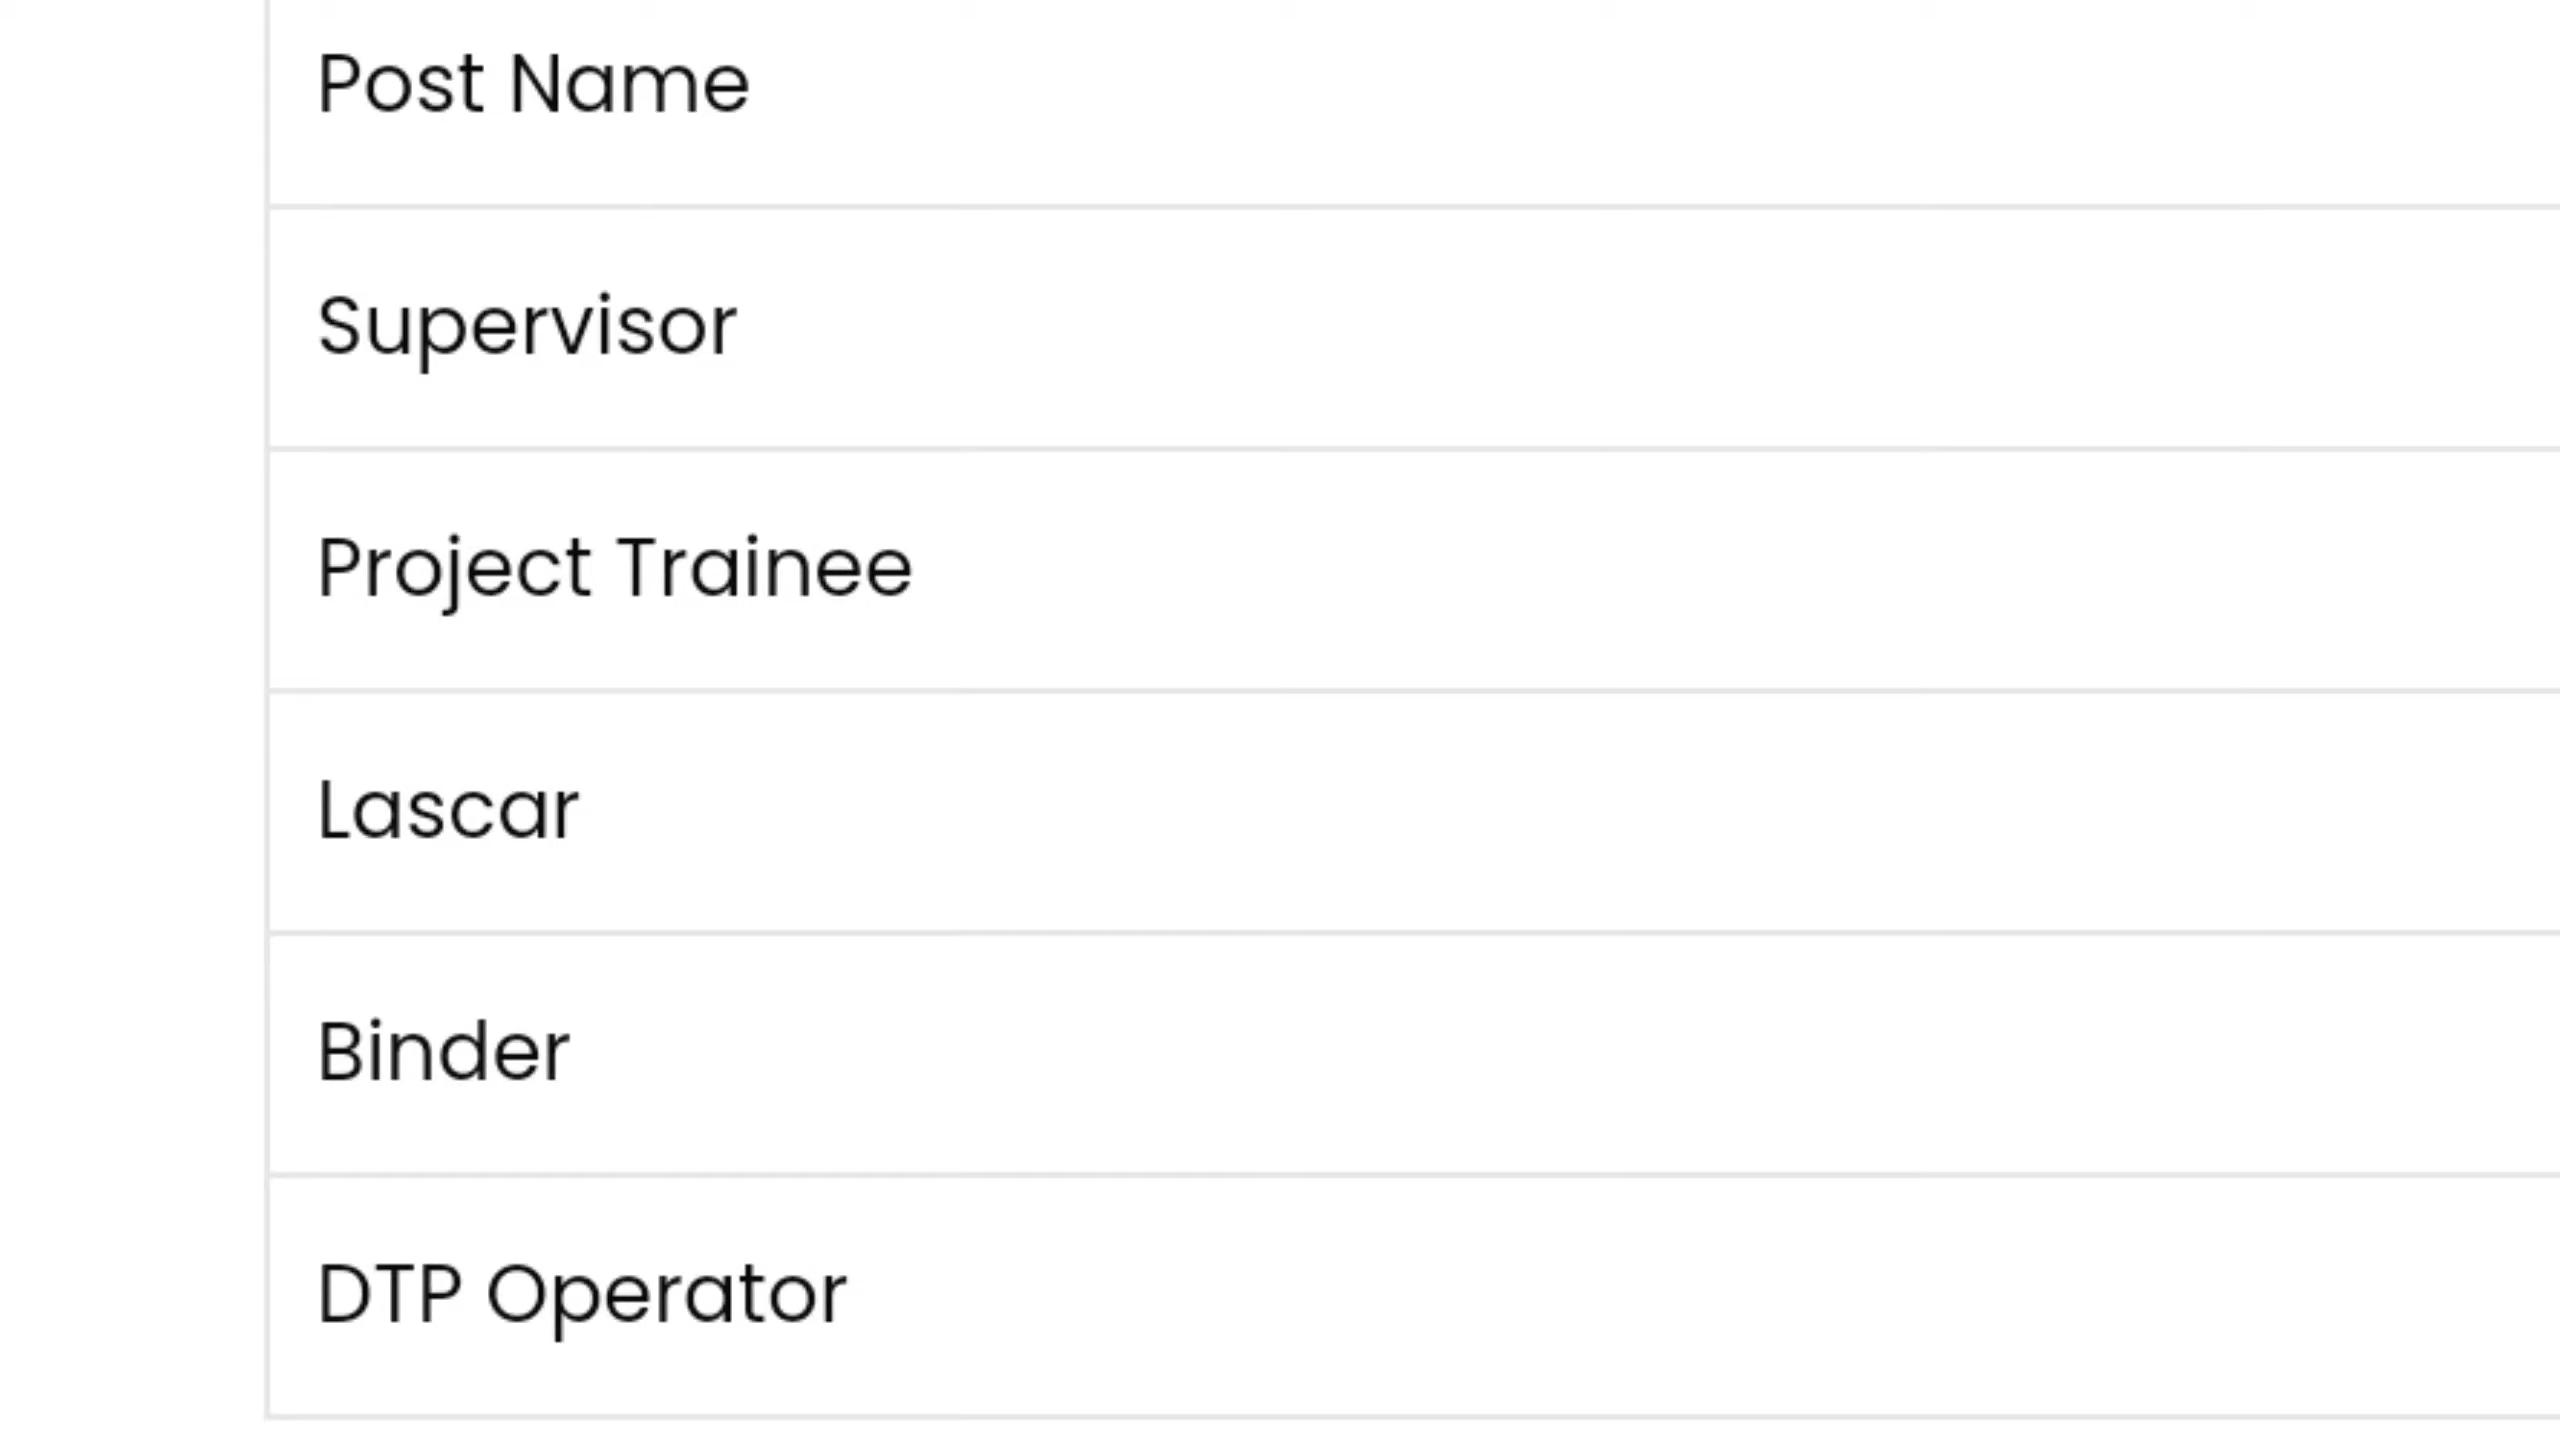 Post Name
Supervisor
Project Trainee
Lascar
Binder
DTP Operator